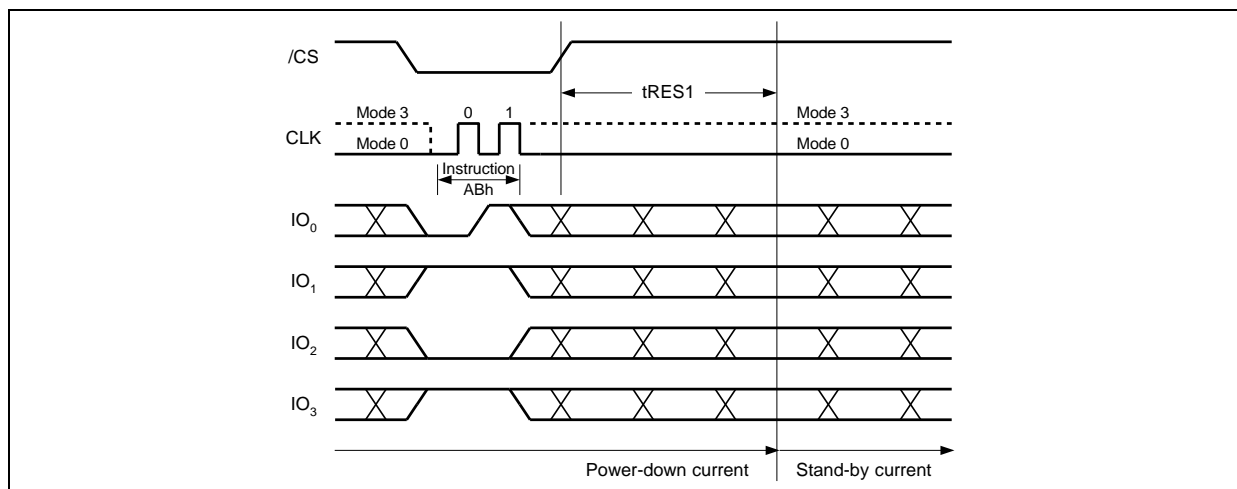 /CS
tRES1
Mode 3 0 1 Mode 3
CLK
Mode 0 Mode 0
Instruction
ABh
IO0
IO1
IO2
IO3
Power-down current Stand-by current